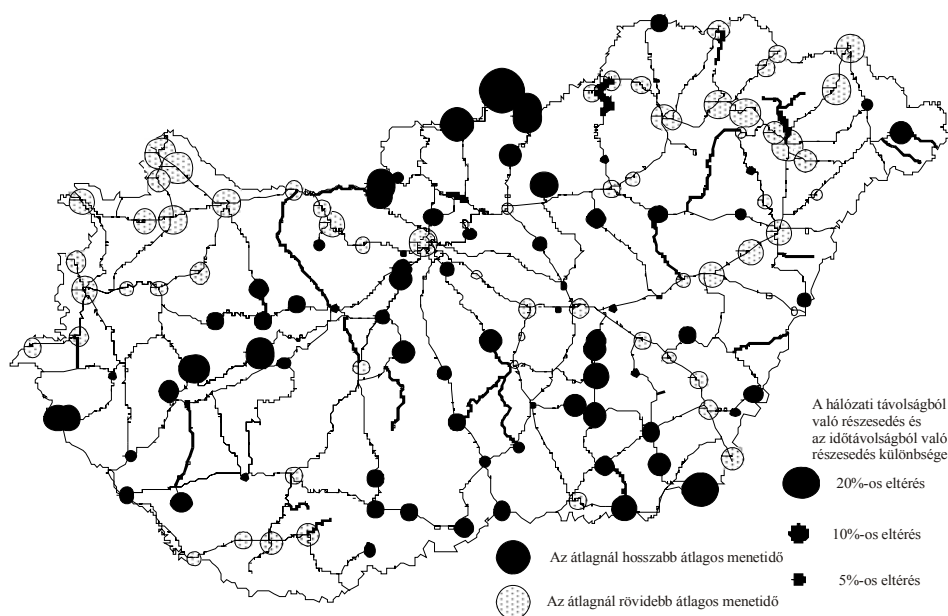 A hálózati távolságból
való részesedés és
az időtávolságból való
részesedés különbsége
20%-os eltérés
10%-os eltérés
5%-os eltérés
Az átlagnál hosszabb átlagos menetidő
Az átlagnál rövidebb átlagos menetidő